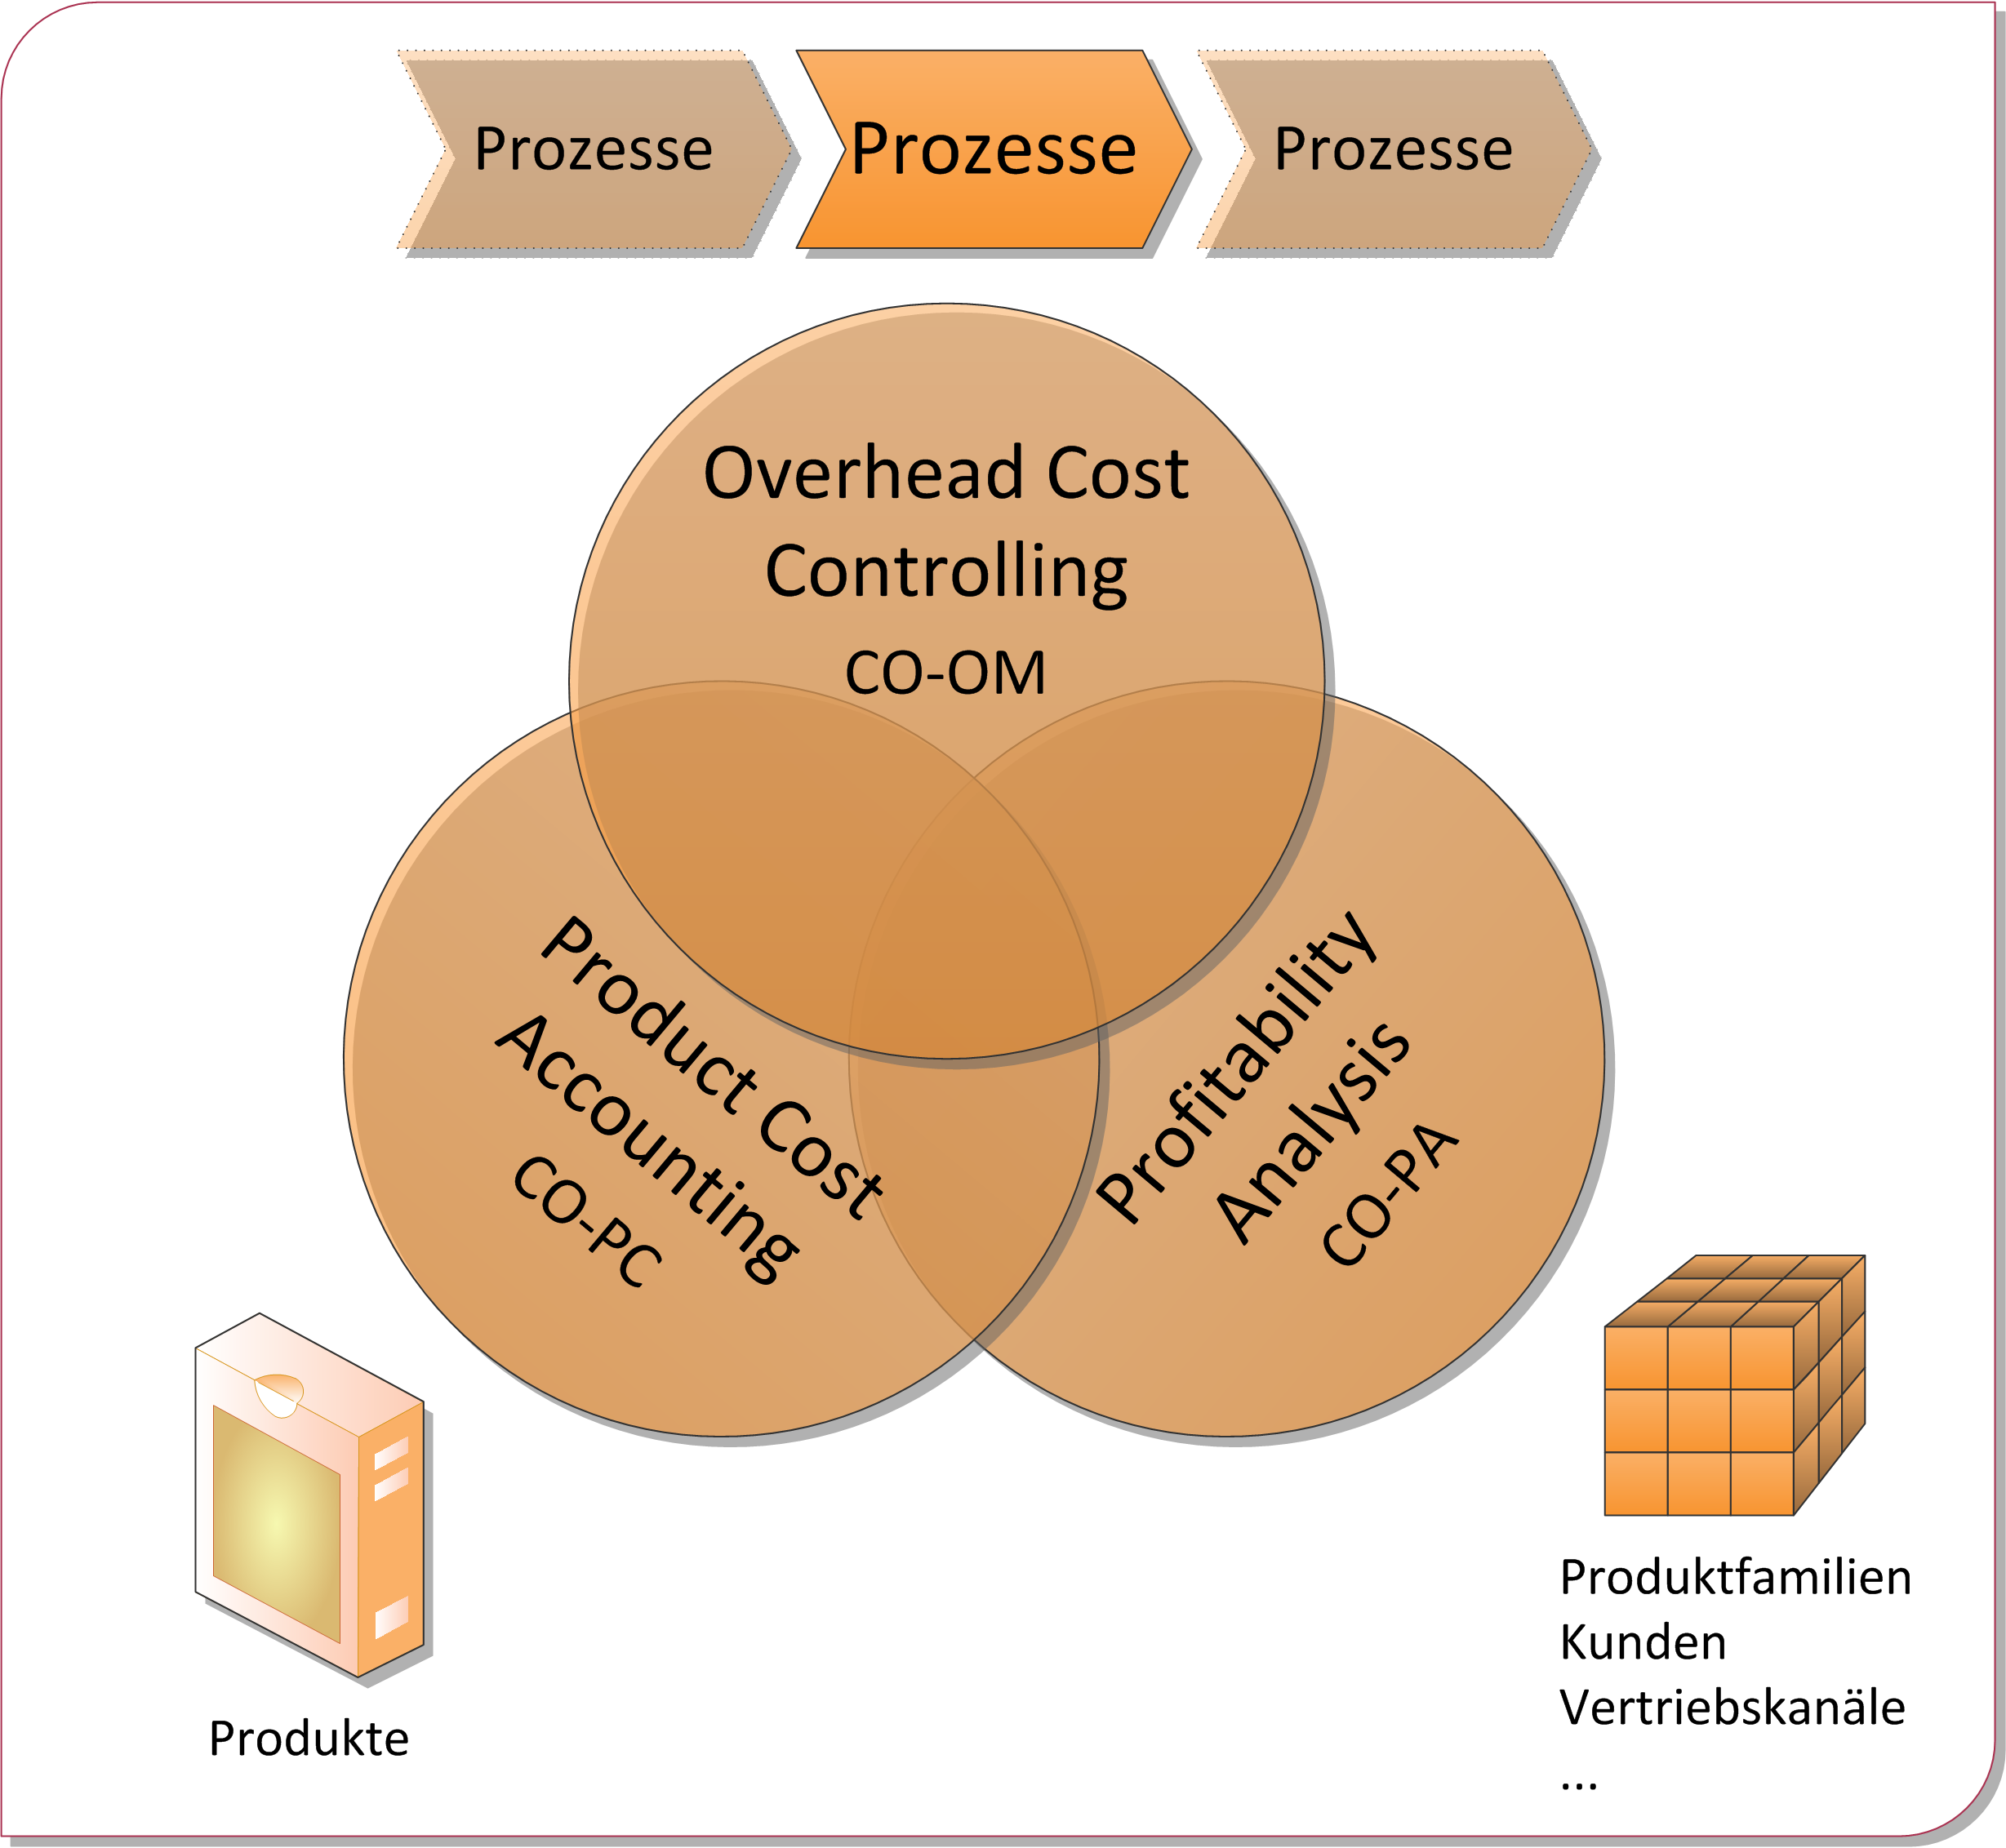 Prozesse
Prozesse
Prozesse
Overhead Cost
Controlling
CO-OM
Product Cost
Accounting
CO-PC
Profitability
Analysis
CO-PA
Produkte
Produktfamilien
Kunden
Vertriebskanäle
...